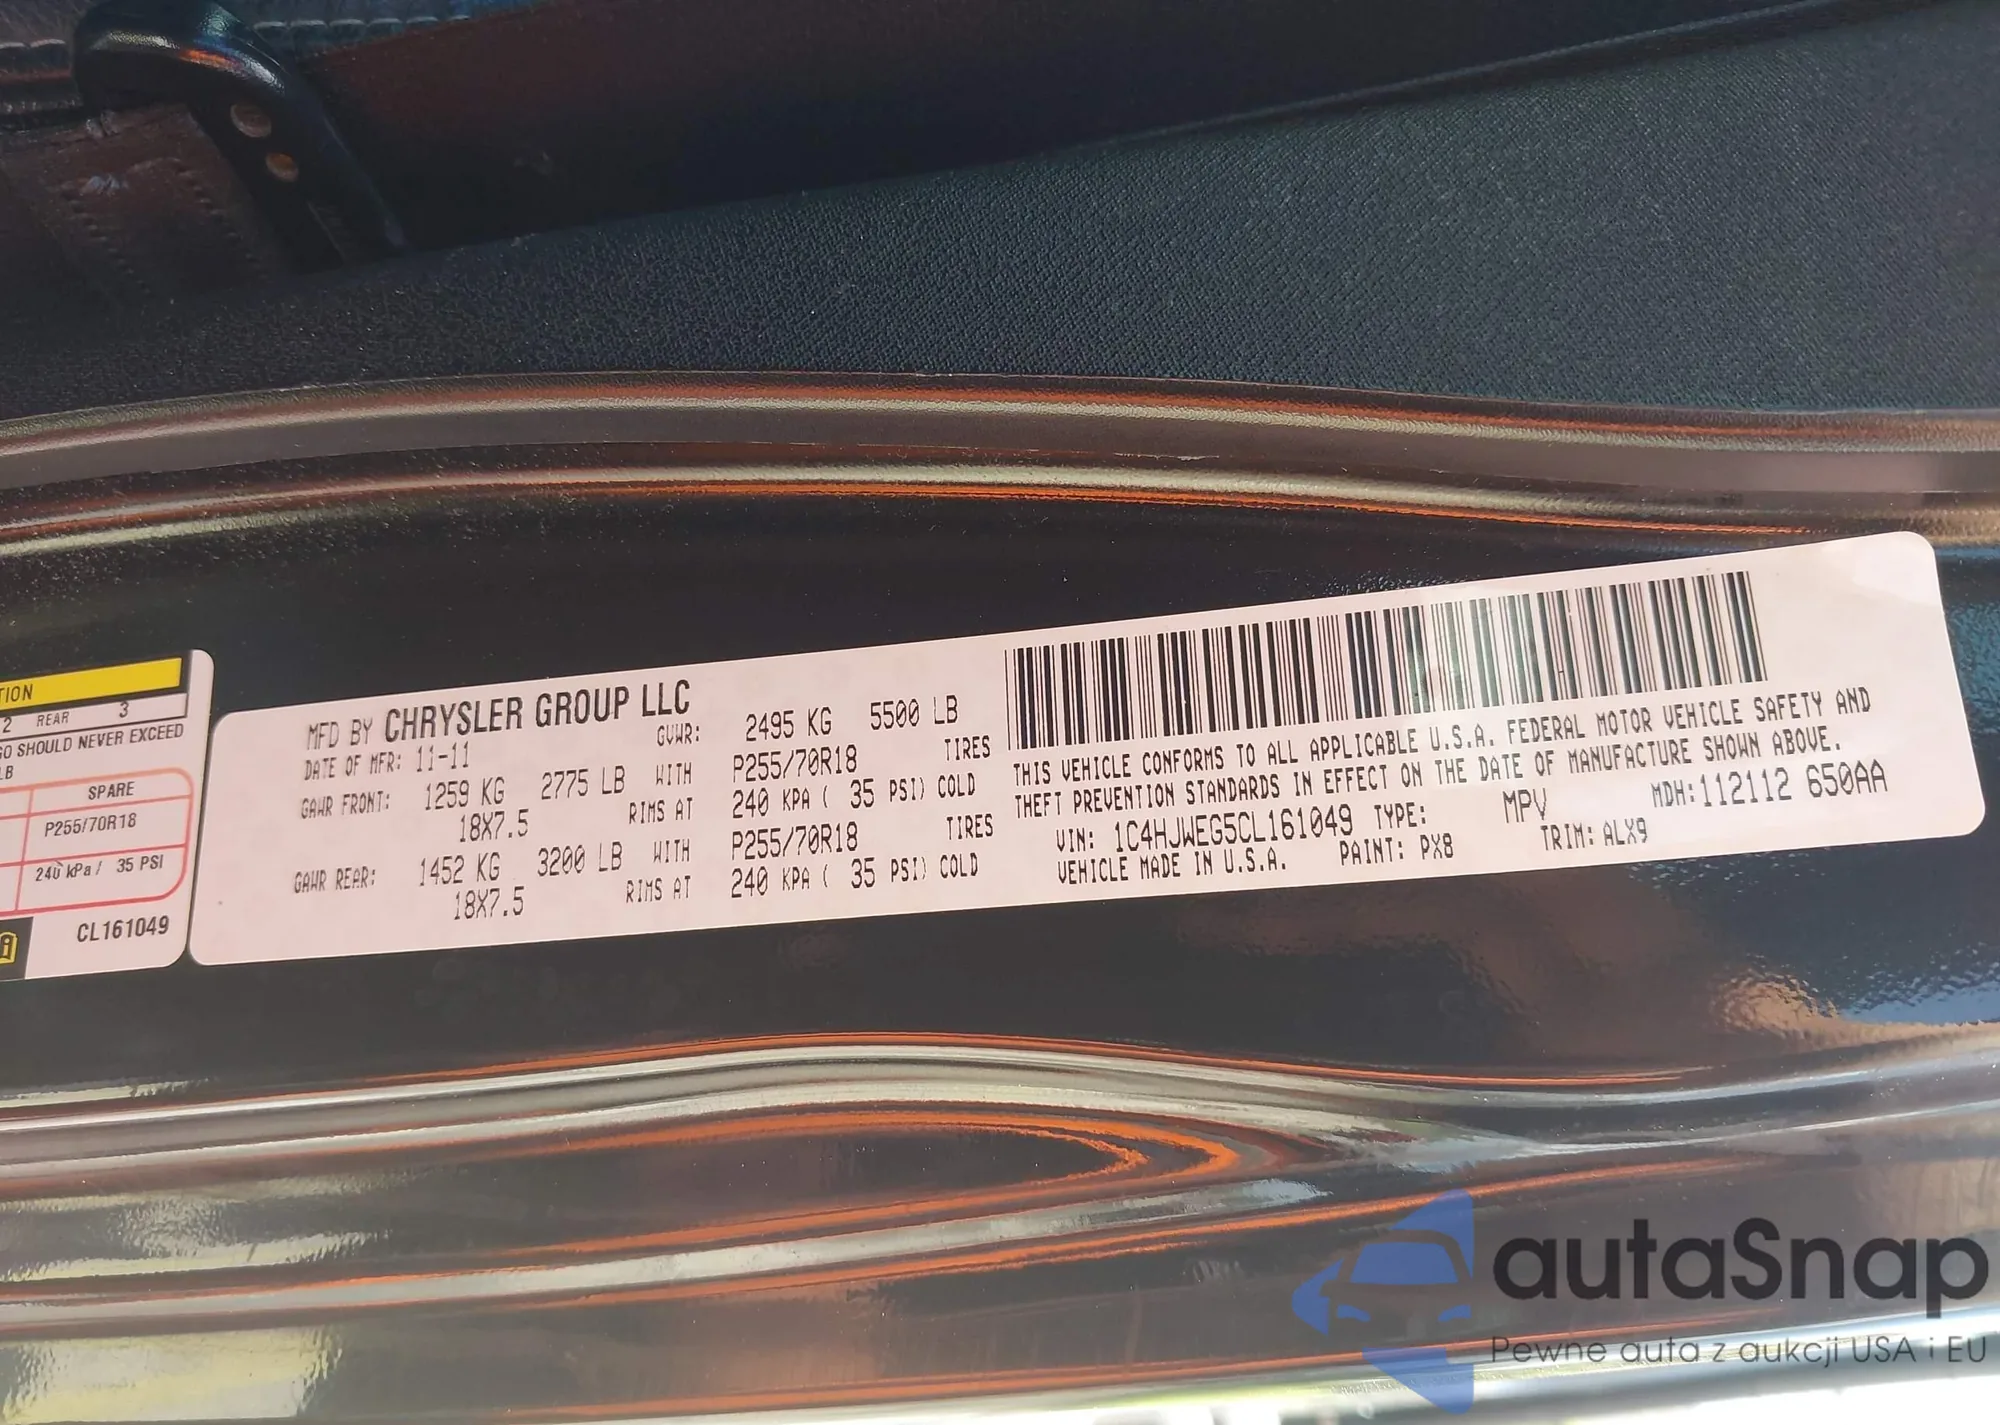 TION
2 REAR 3
GO SHOULD NEVER EXCEED
LB
SPARE
P255/70R18
240 kPa / 35 PSI
CL161049
MFD BY CHRYSLER GROUP LLC
DATE OF MFR: 11-11 GVWR: 2495 KG 5500 LB
GAWR FRONT: 1259 KG 2775 LB WITH P255/70R18 TIRES
18X7.5 RIMS AT 240 KPA ( 35 PSI) COLD
GAWR REAR: 1452 KG 3200 LB WITH P255/70R18 TIRES
18X7.5 RIMS AT 240 KPA ( 35 PSI) COLD
THIS VEHICLE CONFORMS TO ALL APPLICABLE U.S.A. FEDERAL MOTOR VEHICLE SAFETY AND
THEFT PREVENTION STANDARDS IN EFFECT ON THE DATE OF MANUFACTURE SHOWN ABOVE.
VIN: 1C4HJWEG5CL161049 TYPE: MPV MDH:112112 650AA
VEHICLE MADE IN U.S.A. PAINT: PX8 TRIM: ALX9
autaSnap
Pewne auta z aukcji USA i EU